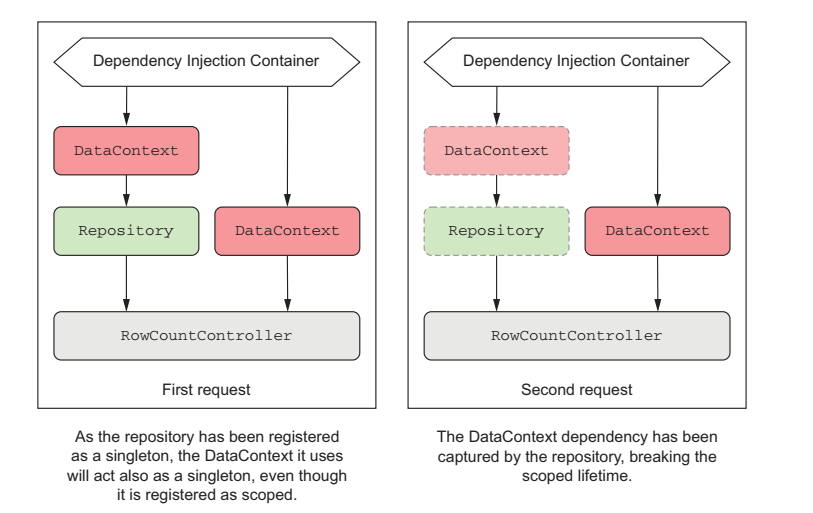 Dependency Injection Container
DataContext
Repository
DataContext
RowCountController
First request
As the repository has been registered
as a singleton, the DataContext it uses
will act also as a singleton, even though
it is registered as scoped.
Dependency Injection Container
DataContext
Repository
DataContext
RowCountController
Second request
The DataContext dependency has been
captured by the repository, breaking the
scoped lifetime.